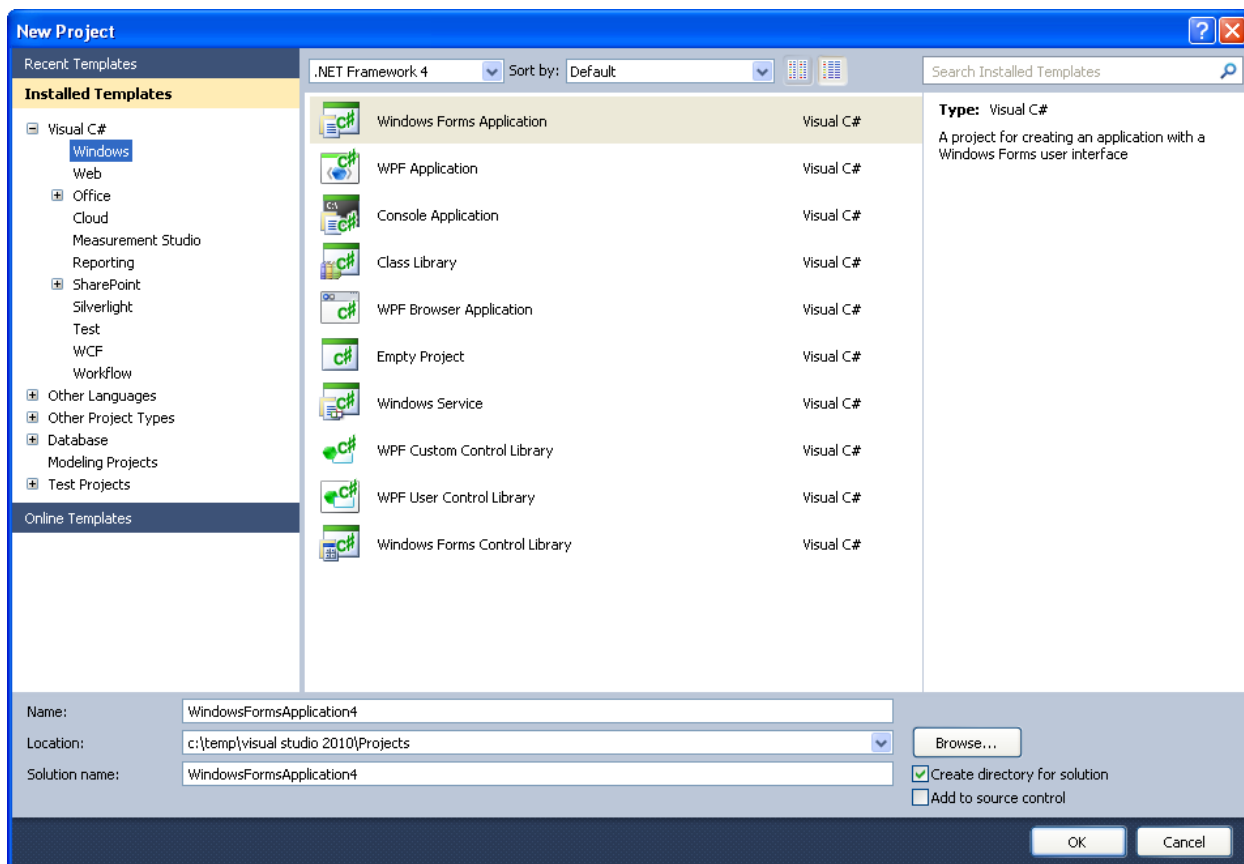 New Project
Recent Templates
Installed Templates
Visual C#
Windows
Web
Office
Cloud
Measurement Studio
Reporting
SharePoint
Silverlight
Test
WCF
Workflow
Other Languages
Other Project Types
Database
Modeling Projects
Test Projects
Online Templates
.NET Framework 4 Sort by: Default
Windows Forms Application Visual C#
WPF Application Visual C#
Console Application Visual C#
Class Library Visual C#
WPF Browser Application Visual C#
Empty Project Visual C#
Windows Service Visual C#
WPF Custom Control Library Visual C#
WPF User Control Library Visual C#
Windows Forms Control Library Visual C#
Search Installed Templates
Type: Visual C#
A project for creating an application with a
Windows Forms user interface
Name: WindowsFormsApplication4
Location: c:\temp\visual studio 2010\Projects Browse...
Solution name: WindowsFormsApplication4
Create directory for solution
Add to source control
OK Cancel